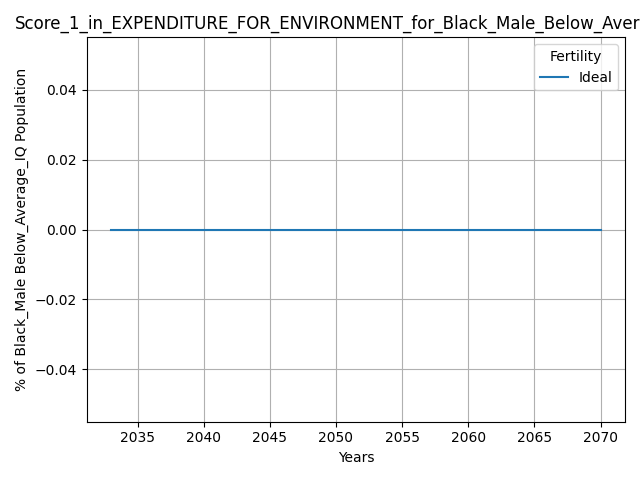 Score_1_in_EXPENDITURE_FOR_ENVIRONMENT_for_Black_Male_Below_Aver
Fertility
Ideal
% of Black_Male Below_Average_IQ Population
0.04
0.02
0.00
−0.02
−0.04
2035 2040 2045 2050 2055 2060 2065 2070
Years